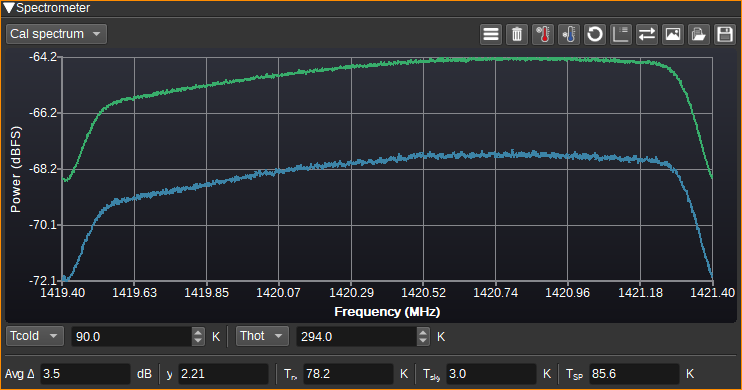 ▼Spectrometer
Cal spectrum
-64.2
-66.2
-68.2
-70.1
-72.1
Power (dBFS)
1419.40 1419.63 1419.85 1420.07 1420.29 1420.52 1420.74 1420.96 1421.18 1421.40
Frequency (MHz)
Tcold 90.0 K Thot 294.0 K
Avg Δ 3.5 dB y 2.21 Tr 78.2 K Tsky 3.0 K TSP 85.6 K